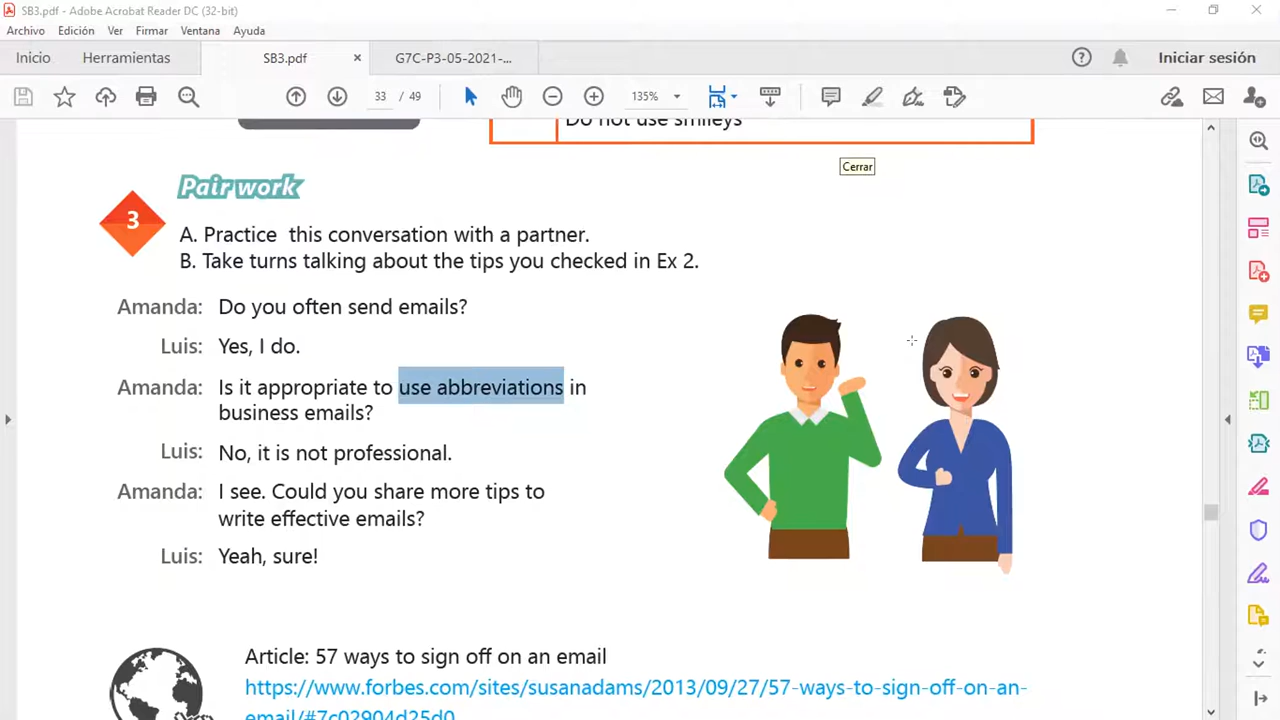 SB3.pdf - Adobe Acrobat Reader DC (32-bit)
Archivo Edición Ver Firmar Ventana Ayuda
Inicio Herramientas SB3.pdf × G7C-P3-05-2021-... Iniciar sesión
33 / 49 135%
Do not use smileys
Cerrar
Pair work
3
A. Practice this conversation with a partner.
B. Take turns talking about the tips you checked in Ex 2.
Amanda: Do you often send emails?
Luis: Yes, I do.
Amanda: Is it appropriate to use abbreviations in
business emails?
Luis: No, it is not professional.
Amanda: I see. Could you share more tips to
write effective emails?
Luis: Yeah, sure!
Article: 57 ways to sign off on an email
https://www.forbes.com/sites/susanadams/2013/09/27/57-ways-to-sign-off-on-an-
email/#7c02904d25d0